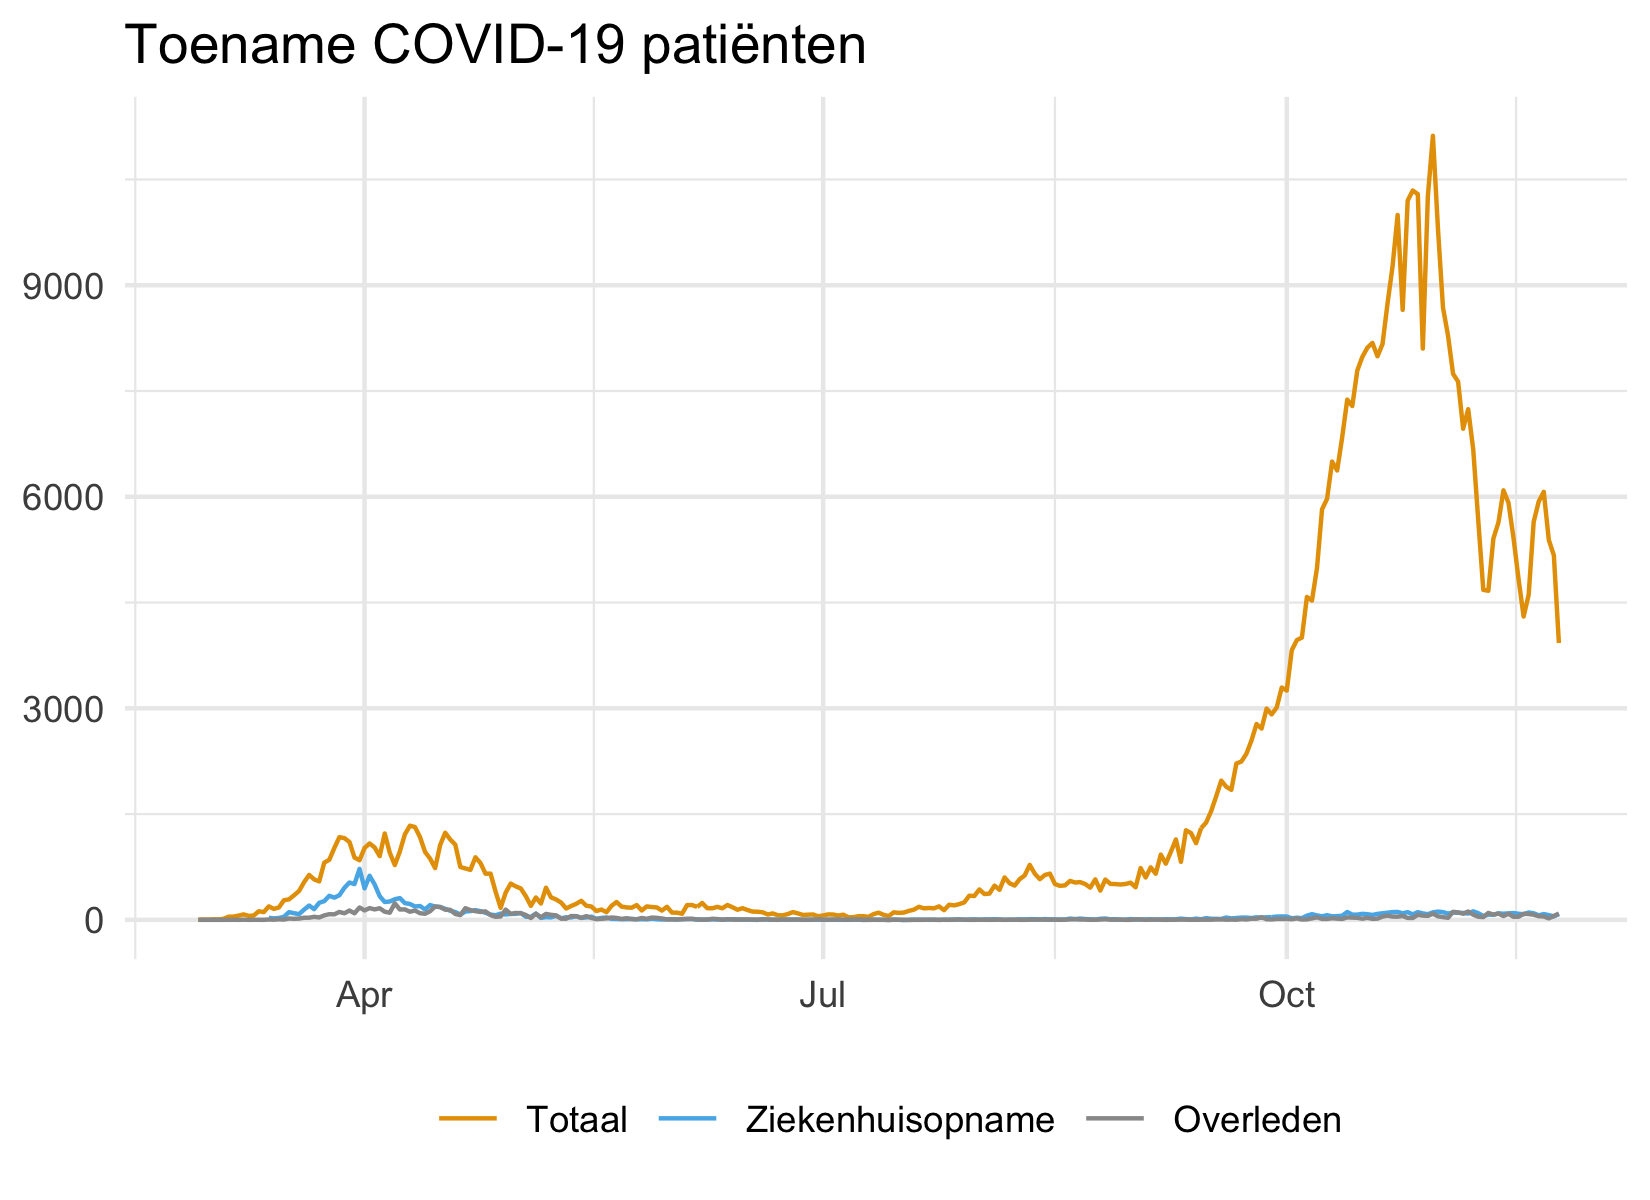 Toename COVID-19 patiënten
9000
6000
3000
0
Apr Jul Oct
Totaal Ziekenhuisopname Overleden